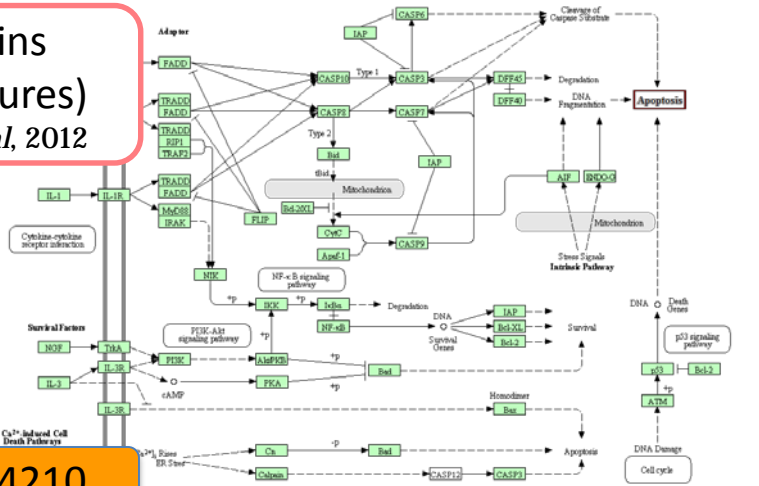 ins
ures)
al, 2012
Adaptor
FADD
TRADD
FADD
TRADD
RIP1
TRAF2
TRADD
FADD
MyD88
IRAK
IL-1
IL-1R
Cytokine-cytokine
receptor interaction
FLIP
NIK
CASP10
Type 1
CASP3
CASP8
CASP7
CASP6
IAP
Type 2
Bid
tBid
Mitochondrion
Bcl-2/XL
CytC
Apaf-1
CASP9
IAP
DFF45
DFF40
Degradation
DNA
Fragmentation
Cleavage of
Caspase Substrate
Apoptosis
AIF
ENDO-G
Mitochondrion
Stress Signals
Intrinsic Pathway
NF-κB signaling
pathway
+p
IKK
+p
IκBα
Degradation
NF-κB
DNA
Survival
Genes
IAP
Bcl-XL
Bcl-2
Survival
Survival Factors
PI3K-Akt
signaling pathway
NGF
TrkA
PI3K
Akt/PKB
+p
+p
Bad
IL-3
IL-3R
cAMP
PKA
+p
IL-3R
Homodimer
Bax
DNA
Death
Genes
p53 signaling
pathway
p53
Bcl-2
+p
ATM
DNA Damage
Cell cycle
Ca²⁺-induced Cell
Death Pathways
a²⁺]i Rises
ER Stress
Cn
-p
Bad
Apoptosis
Calpain
CASP12
CASP3
4210